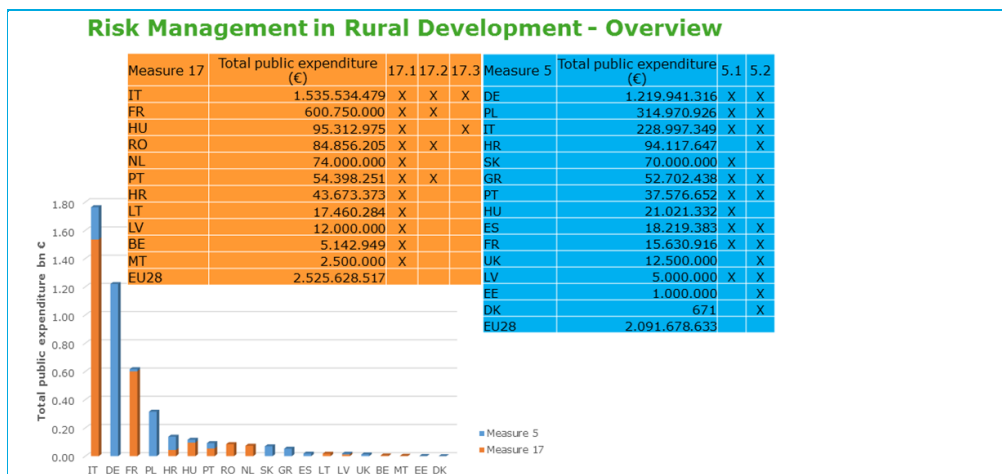 Risk Management in Rural Development - Overview
Measure 17 Total public expenditure (€) 17.1 17.2 17.3
IT 1.535.534.479 X X X
FR 600.750.000 X X
HU 95.312.975 X X
RO 84.856.205 X X
NL 74.000.000 X
PT 54.398.251 X X
HR 43.673.373 X
LT 17.460.284 X
LV 12.000.000 X
BE 5.142.949 X
MT 2.500.000 X
EU28 2.525.628.517
Measure 5 Total public expenditure (€) 5.1 5.2
DE 1.219.941.316 X X
PL 314.970.926 X X
IT 228.997.349 X X
HR 94.117.647 X
SK 70.000.000 X
GR 52.702.438 X X
PT 37.576.652 X X
HU 21.021.332 X
ES 18.219.383 X X
FR 15.630.916 X X
UK 12.500.000 X
LV 5.000.000 X X
EE 1.000.000 X
DK 671 X
EU28 2.091.678.633
Total public expenditure bn €
1.80
1.60
1.40
1.20
1.00
0.80
0.60
0.40
0.20
0.00
IT DE FR PL HR HU PT RO NL SK GR ES LT LV UK BE MT EE DK
Measure 5
Measure 17